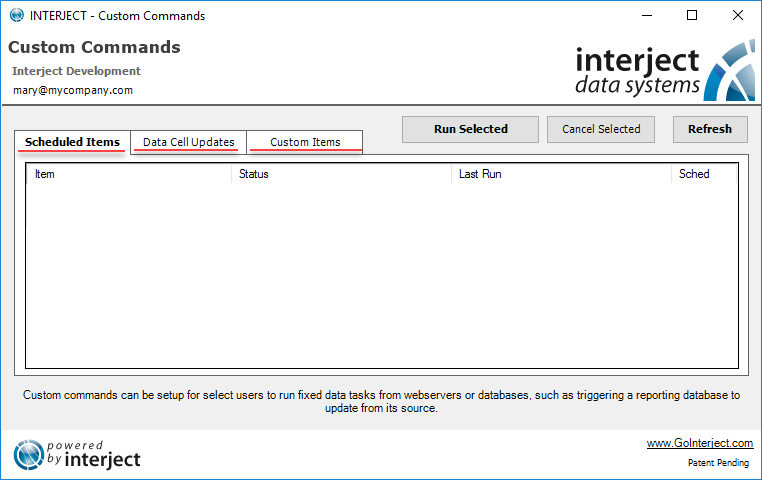 INTERJECT - Custom Commands
Custom Commands
Interject Development
mary@mycompany.com
interject
data systems
Run Selected
Cancel Selected
Refresh
Scheduled Items
Data Cell Updates
Custom Items
Item
Status
Last Run
Sched
Custom commands can be setup for select users to run fixed data tasks from webservers or databases, such as triggering a reporting database to
update from its source.
powered
by interject
www.GoInterject.com
Patent Pending